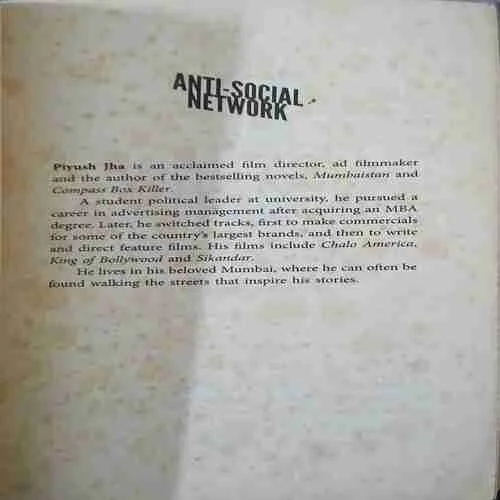 ANTI-SOCIAL
NETWORK
Piyush Jha is an acclaimed film director, ad filmmaker
and the author of the bestselling novels, Mumbaistan and
Compass Box Killer.
A student political leader at university, he pursued a
career in advertising management after acquiring an MBA
degree. Later, he switched tracks, first to make commercials
for some of the country's largest brands, and then to write
and direct feature films. His films include Chalo America,
King of Bollywood and Sikandar.
He lives in his beloved Mumbai, where he can often be
found walking the streets that inspire his stories.